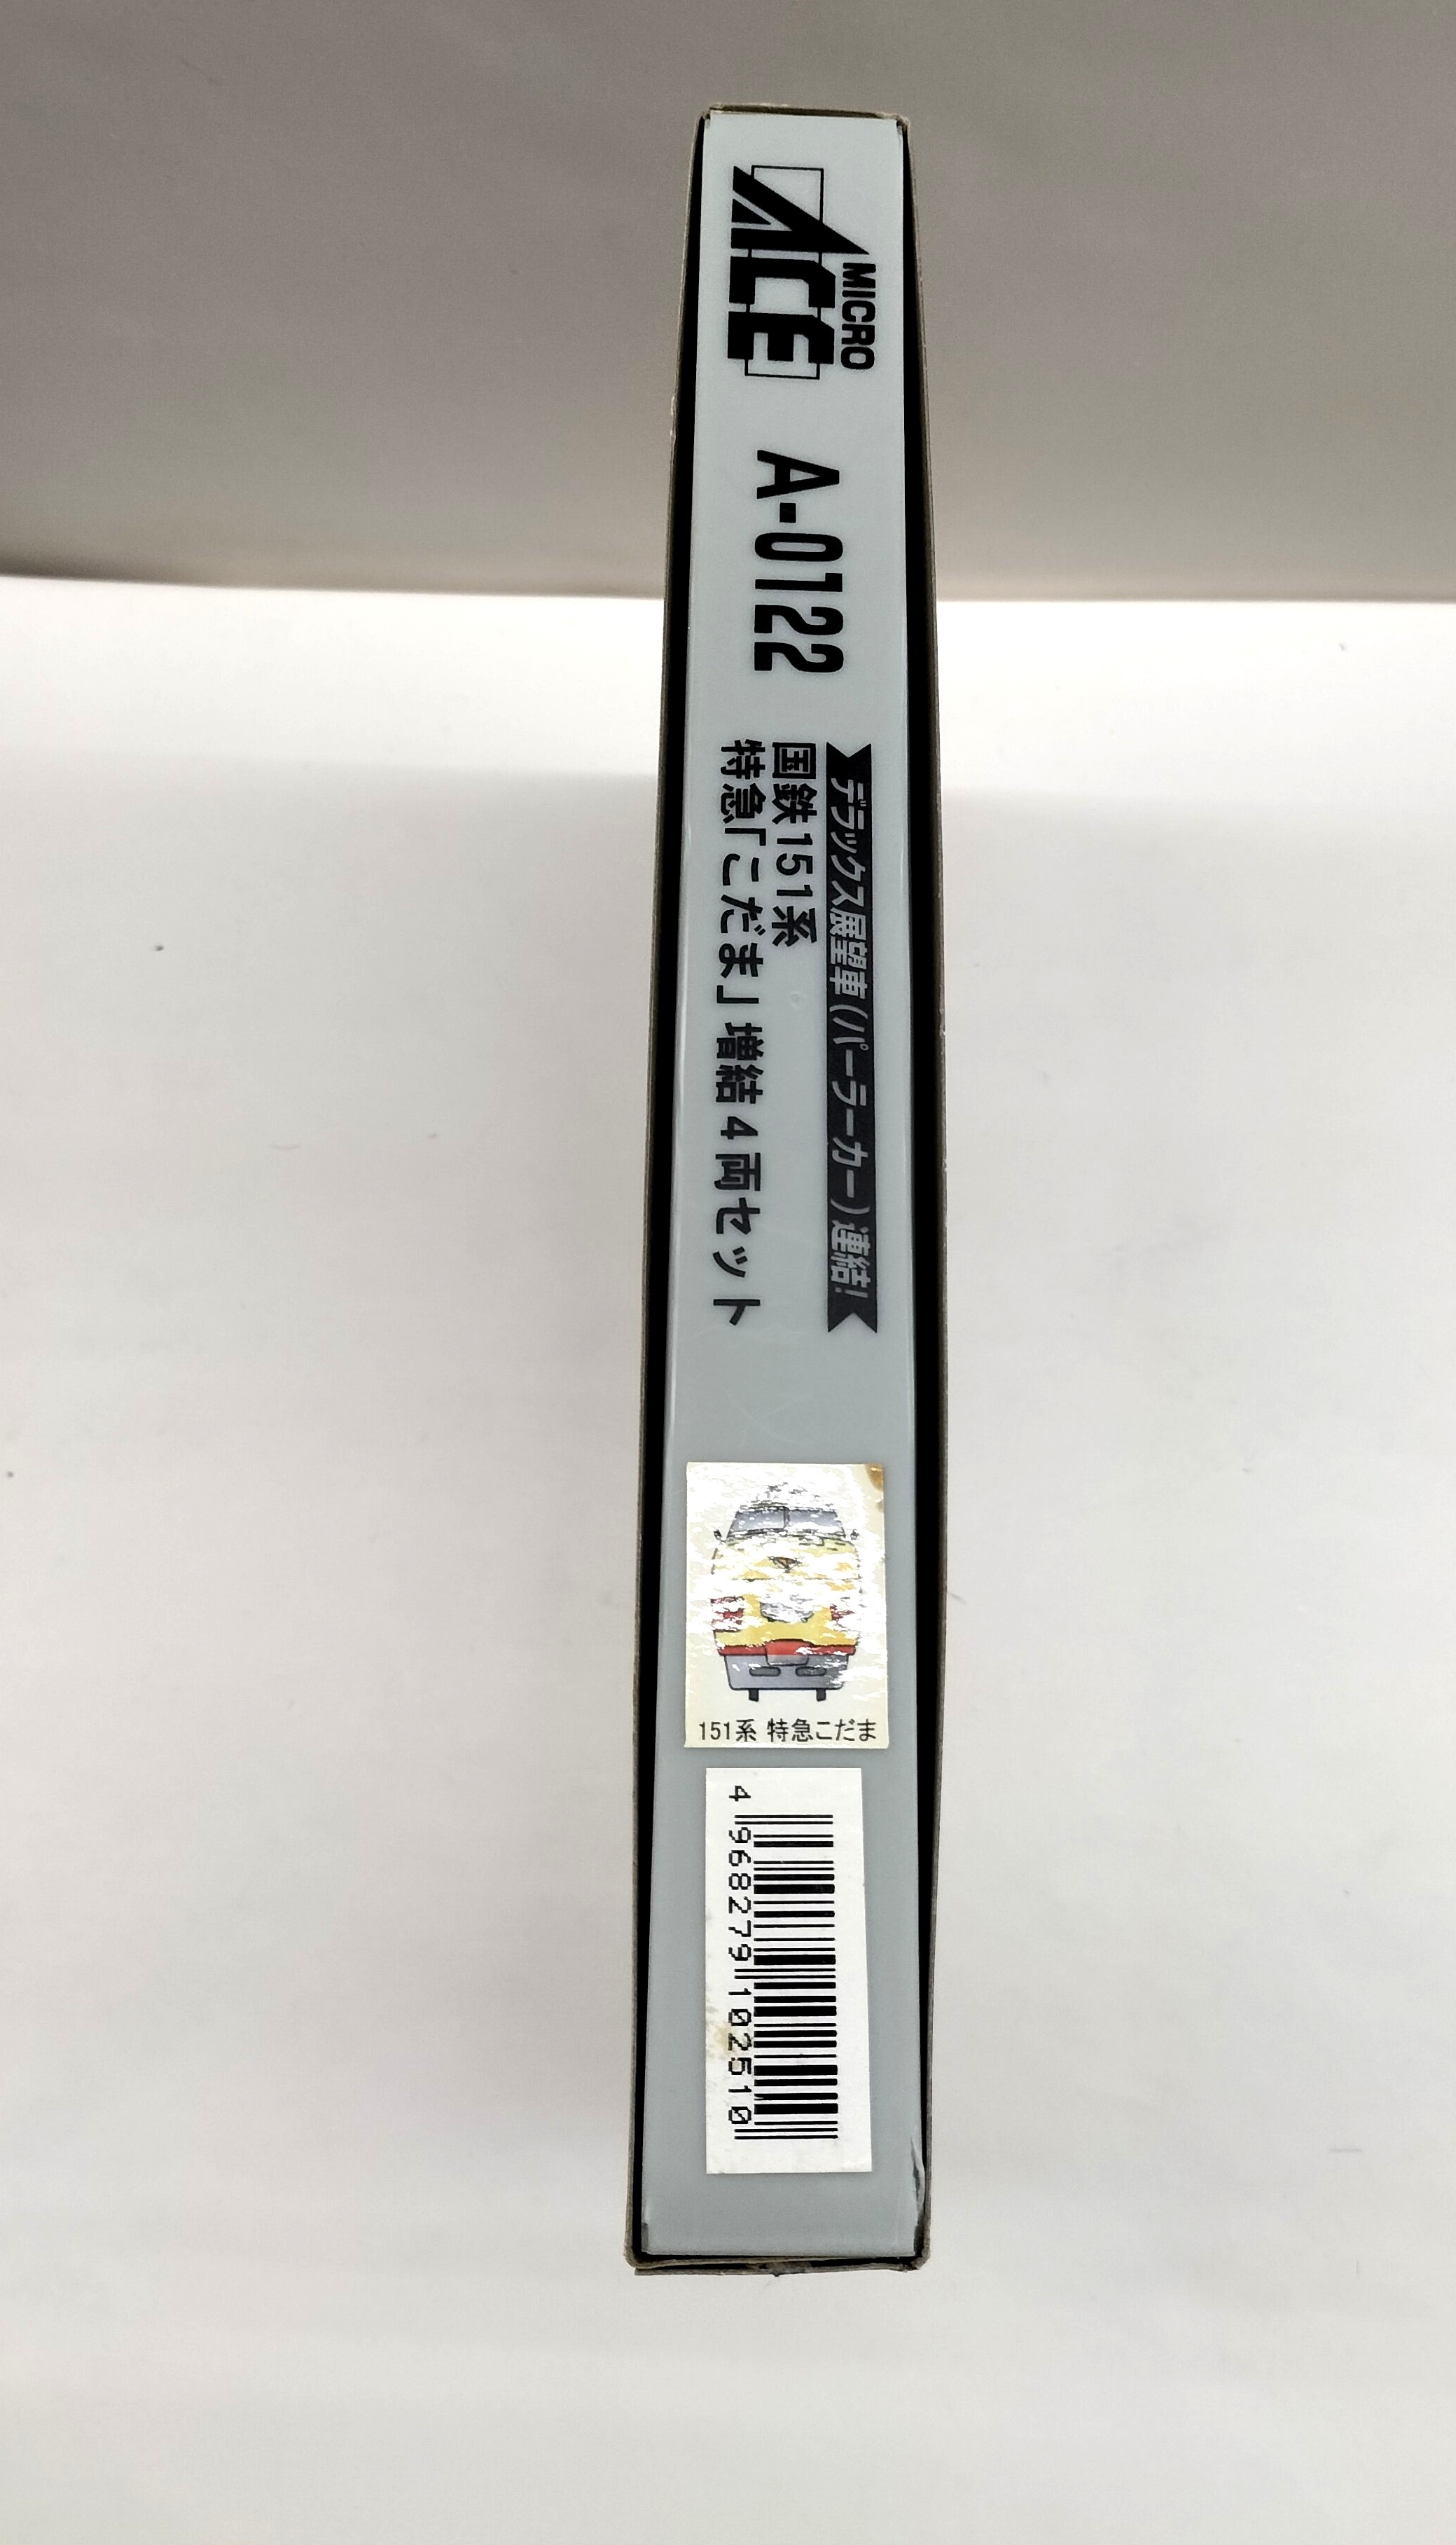 MICRO
ACE
A-0122
デラックス展望車(パーラーカー)連結!
国鉄151系
特急「こだま」増結4両セット
151系 特急こだま
4 968279 102510